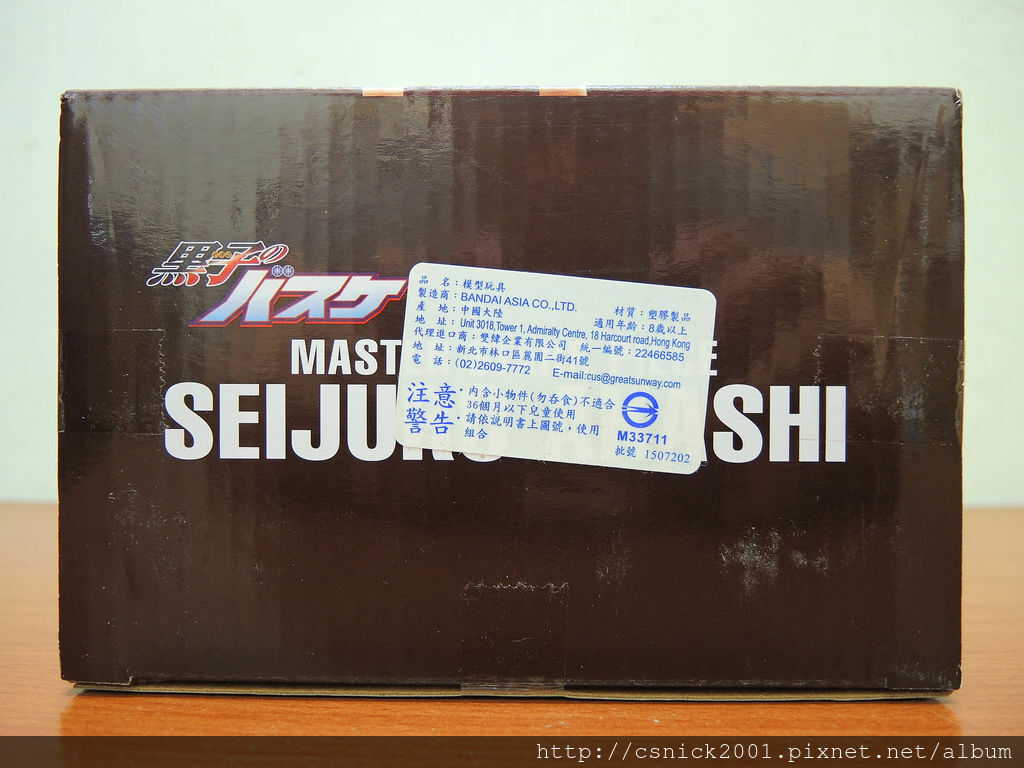 黒子の
バスケ
MAST
SEIJU ASHI
品 名：模型玩具
製造商：BANDAI ASIA CO.,LTD. 材質：塑膠製品
產 地：中國大陸 適用年齡：8歲以上
地 址：Unit 3018,Tower 1, Admiralty Centre, 18 Harcourt road,Hong Kong
代理進口商：雙緯企業有限公司 統一編號：22466585
地 址：新北市林口區麗園二街41號
電 話：(02)2609-7772 E-mail:cus@greatsunway.com
注意 警告
·內含小物件(勿吞食)不適合
36個月以下兒童使用
·請依說明書上圖號，使用
組合
M33711
批號 1507202
http://csnick2001.pixnet.net/album